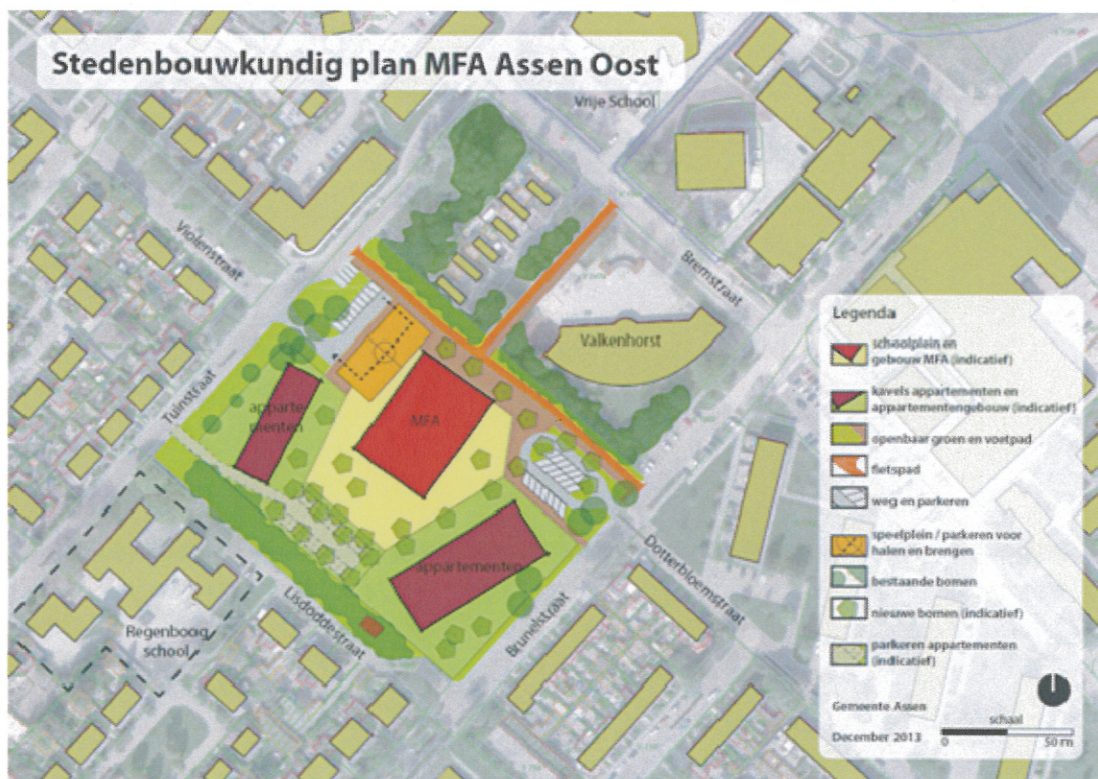 Stedenbouwkundig plan MFA Assen Oost
Vrije School
Violenstraat
Bremstraat
Valkenhorst
Tuinstraat
apparte-
menten
MFA
appartementen
Dotterbloemstraat
Brunelstraat
Lisdoddestraat
Regenboog
school
Legenda
schoolplein en
gebouw MFA (indicatief)
kavels appartementen en
appartementengebouw (indicatief)
openbaar groen en voetpad
fietspad
weg en parkeren
speelplein / parkeren voor
halen en brengen
bestaande bomen
nieuwe bomen (indicatief)
parkeren appartementen
(indicatief)
Gemeente Assen
December 2013
schaal
0
50 m